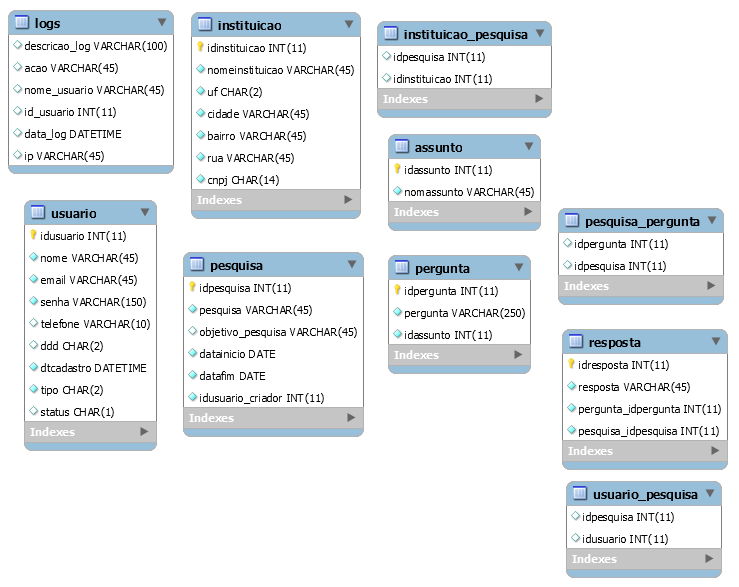 logs
descricao_log VARCHAR(100)
acao VARCHAR(45)
nome_usuario VARCHAR(45)
id_usuario INT(11)
data_log DATETIME
ip VARCHAR(45)
instituicao
idinstituicao INT(11)
nomeinstituicao VARCHAR(45)
uf CHAR(2)
cidade VARCHAR(45)
bairro VARCHAR(45)
rua VARCHAR(45)
cnpj CHAR(14)
Indexes
instituicao_pesquisa
idpesquisa INT(11)
idinstituicao INT(11)
Indexes
assunto
idassunto INT(11)
nomassunto VARCHAR(45)
Indexes
usuario
idusuario INT(11)
nome VARCHAR(45)
email VARCHAR(45)
senha VARCHAR(150)
telefone VARCHAR(10)
ddd CHAR(2)
dtcadastro DATETIME
tipo CHAR(2)
status CHAR(1)
Indexes
pesquisa
idpesquisa INT(11)
pesquisa VARCHAR(45)
objetivo_pesquisa VARCHAR(45)
datainicio DATE
datafim DATE
idusuario_criador INT(11)
Indexes
pergunta
idpergunta INT(11)
pergunta VARCHAR(250)
idassunto INT(11)
Indexes
pesquisa_pergunta
idpergunta INT(11)
idpesquisa INT(11)
Indexes
resposta
idresposta INT(11)
resposta VARCHAR(45)
pergunta_idpergunta INT(11)
pesquisa_idpesquisa INT(11)
Indexes
usuario_pesquisa
idpesquisa INT(11)
idusuario INT(11)
Indexes